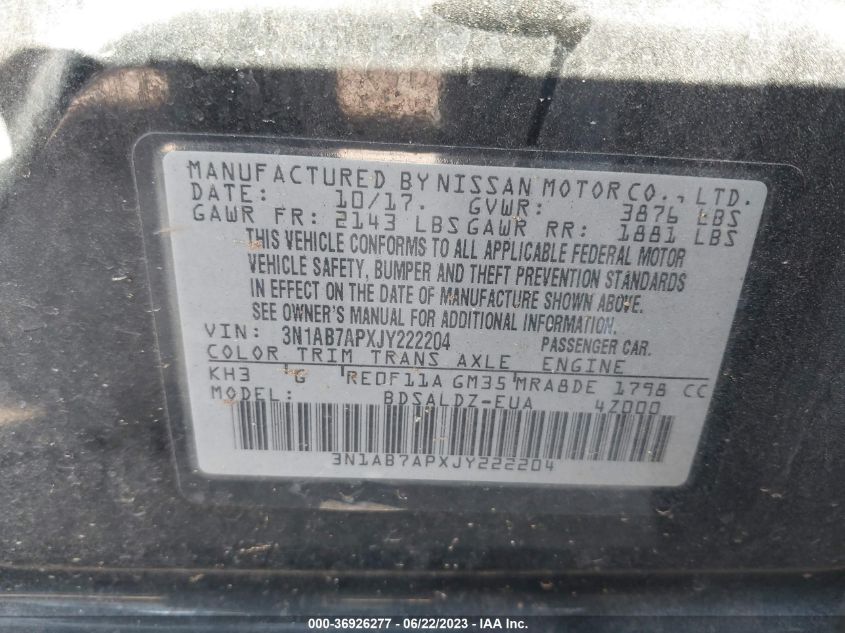 MANUFACTURED BY NISSAN MOTOR CO., LTD.
DATE: 10/17. GVWR: 3876 LBS
GAWR FR: 2143 LBS GAWR RR: 1881 LBS
THIS VEHICLE CONFORMS TO ALL APPLICABLE FEDERAL MOTOR
VEHICLE SAFETY, BUMPER AND THEFT PREVENTION STANDARDS
IN EFFECT ON THE DATE OF MANUFACTURE SHOWN ABOVE.
SEE OWNER'S MANUAL FOR ADDITIONAL INFORMATION.
VIN: 3N1AB7APXJY222204 PASSENGER CAR.
COLOR TRIM TRANS AXLE ENGINE
KH3 G RE0F11A GM35 MRA8DE 1798 CC
MODEL: BDSALDZ-EUA 4Z000
3N1AB7APXJY222204
000-36926277 - 06/22/2023 - Copyright IAA, Inc.